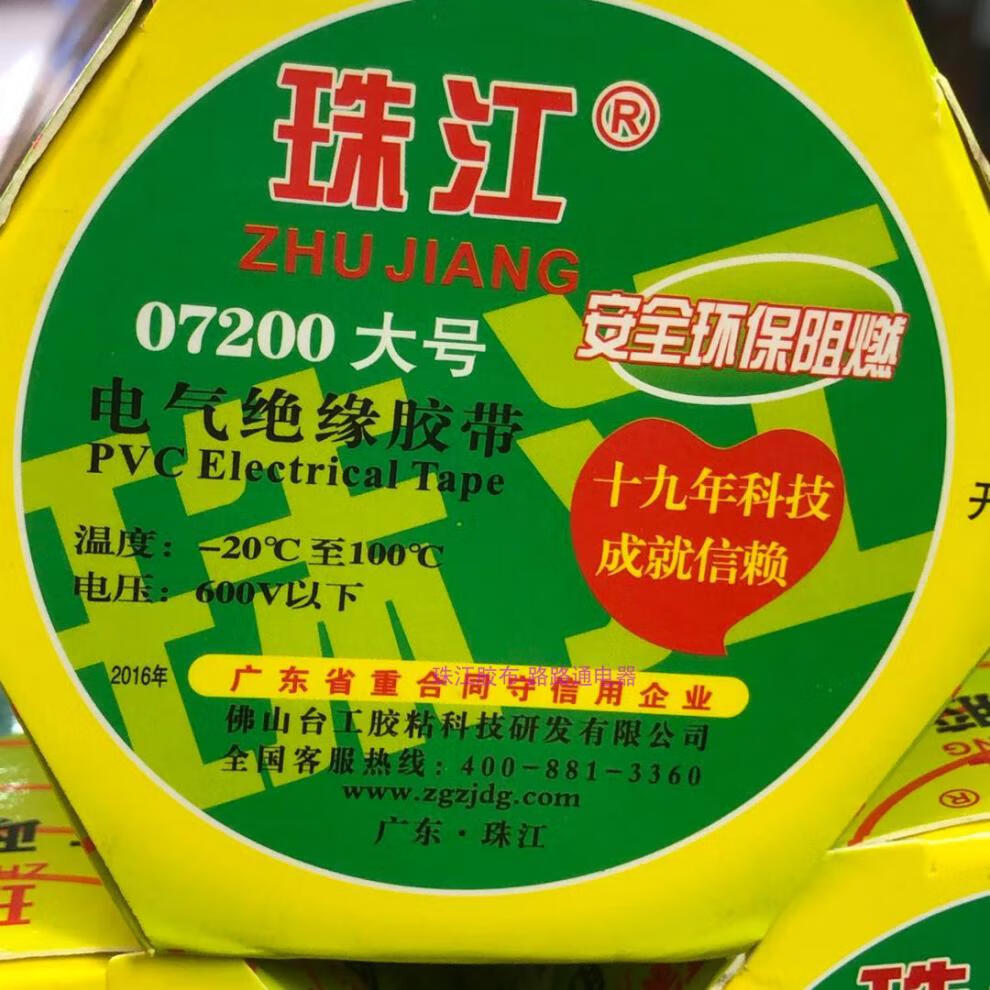 珠江®
ZHU JIANG
07200 大号
安全环保阻燃
电气绝缘胶带
PVC Electrical Tape
十九年科技
成就信赖
温度：-20℃至100℃
电压：600V以下
2016年
广东省重合同守信用企业
珠江胶布·路路通电器
佛山台工胶粘科技研发有限公司
全国客服热线：400-881-3360
www.zgzjdg.com
广东·珠江
开
®
珠